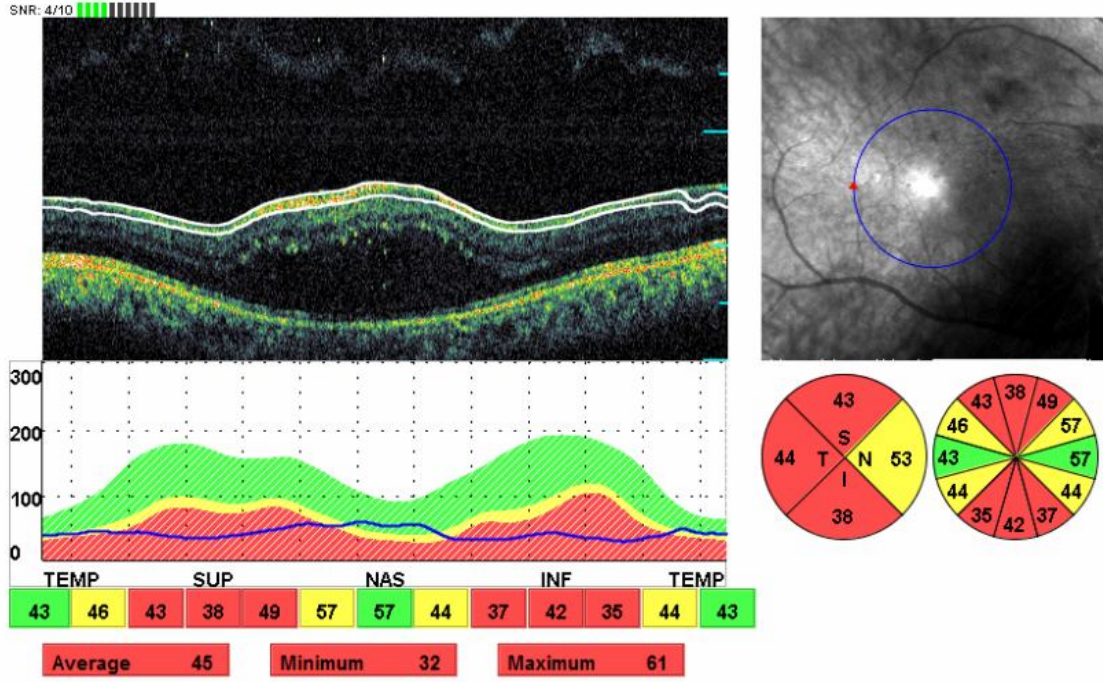 SNR: 4/10
300
200
100
0
TEMP SUP NAS INF TEMP
43 46 43 38 49 57 57 44 37 42 35 44 43
Average 45 Minimum 32 Maximum 61
43
S
44 T N 53
I
38
43 38 49
46 57
43 57
44 44
35 42 37